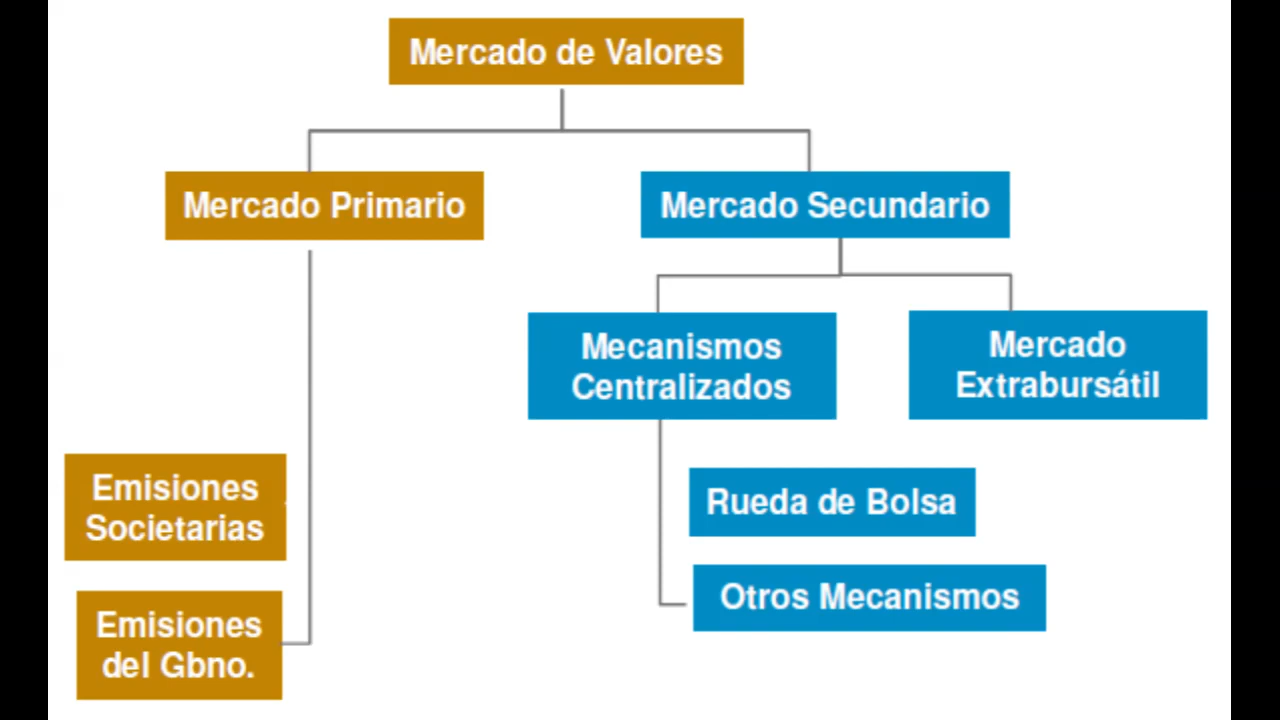 Mercado de Valores
Mercado Primario
Mercado Secundario
Mecanismos
Centralizados
Mercado
Extrabursátil
Emisiones
Societarias
Rueda de Bolsa
Otros Mecanismos
Emisiones
del Gbno.